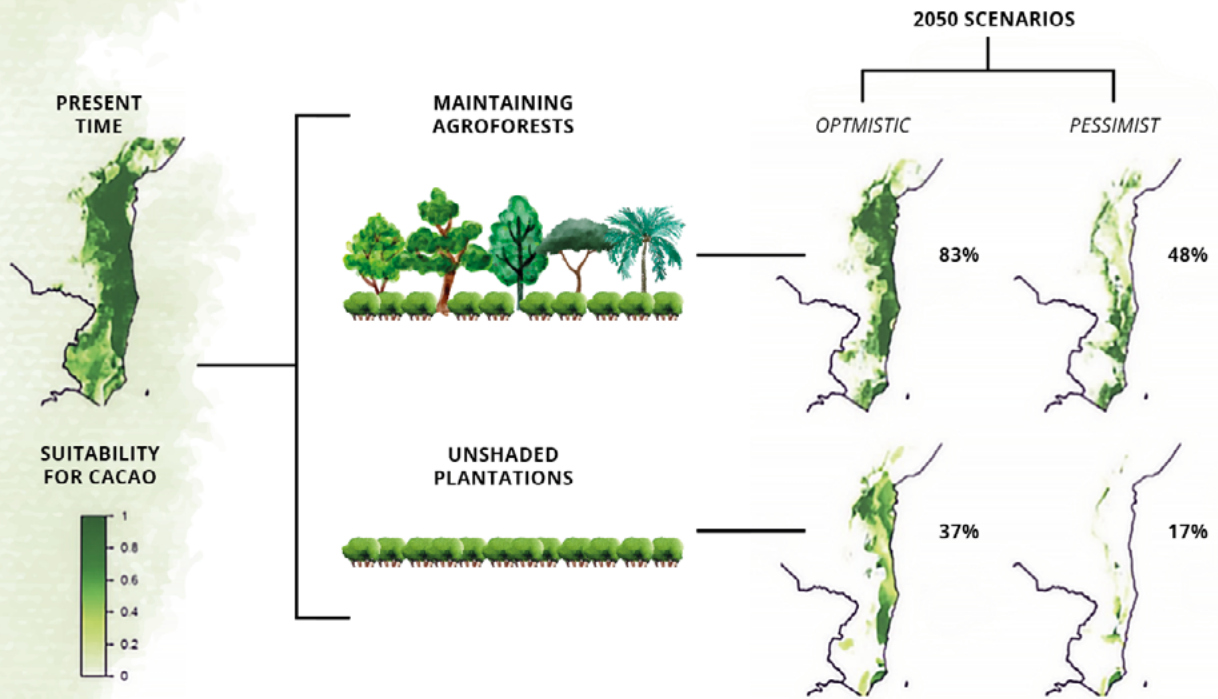 2050 SCENARIOS
PRESENT
TIME
MAINTAINING
AGROFORESTS
OPTMISTIC
PESSIMIST
83%
48%
SUITABILITY
FOR CACAO
UNSHADED
PLANTATIONS
1
0.8
0.6
0.4
0.2
0
37%
17%